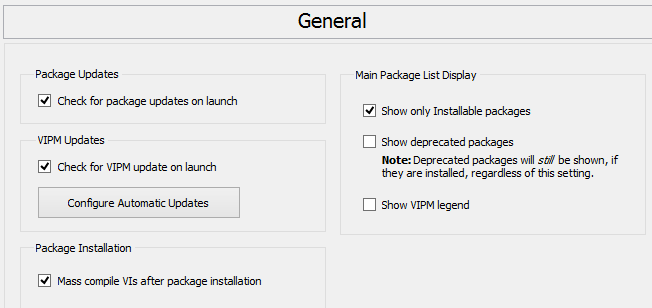 General
Package Updates
Check for package updates on launch
VIPM Updates
Check for VIPM update on launch
Configure Automatic Updates
Package Installation
Mass compile VIs after package installation
Main Package List Display
Show only Installable packages
Show deprecated packages
Note: Deprecated packages will still be shown, if
they are installed, regardless of this setting.
Show VIPM legend